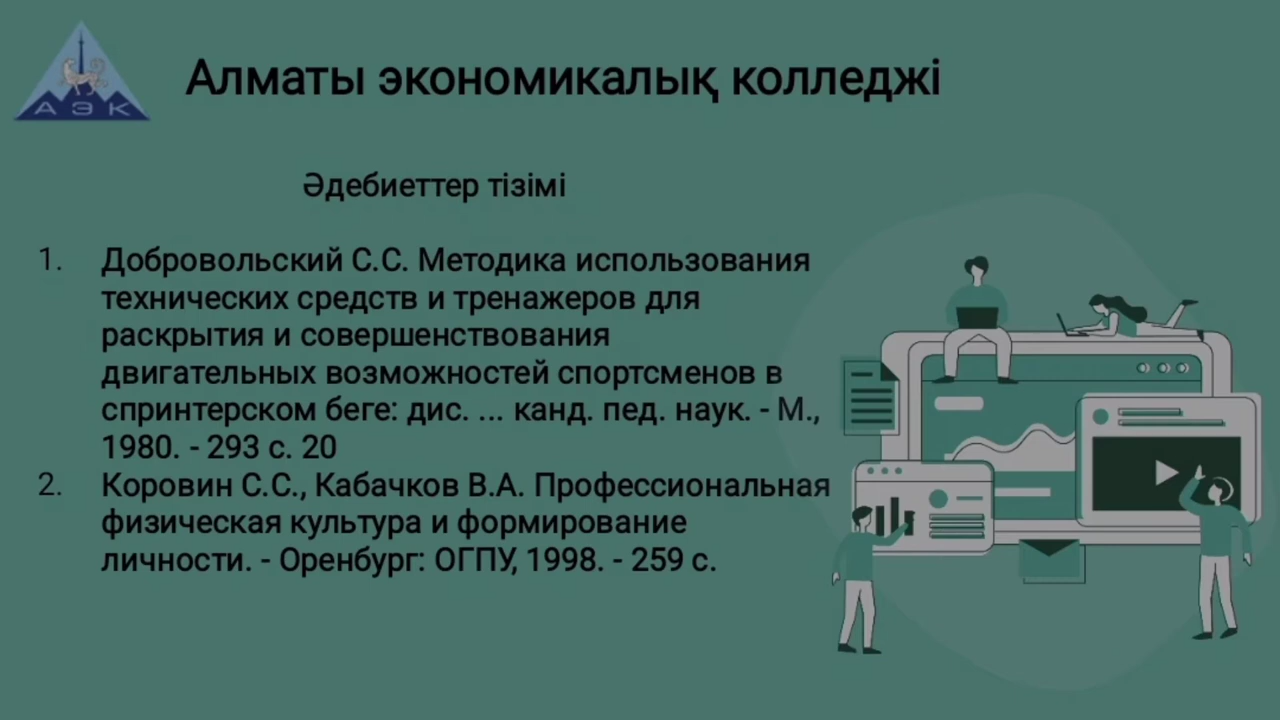 АЭК
Алматы экономикалық колледжі
Әдебиеттер тізімі
1. Добровольский С.С. Методика использования
технических средств и тренажеров для
раскрытия и совершенствования
двигательных возможностей спортсменов в
спринтерском беге: дис. ... канд. пед. наук. - М.,
1980. - 293 с. 20
2. Коровин С.С., Кабачков В.А. Профессиональная
физическая культура и формирование
личности. - Оренбург: ОГПУ, 1998. - 259 с.